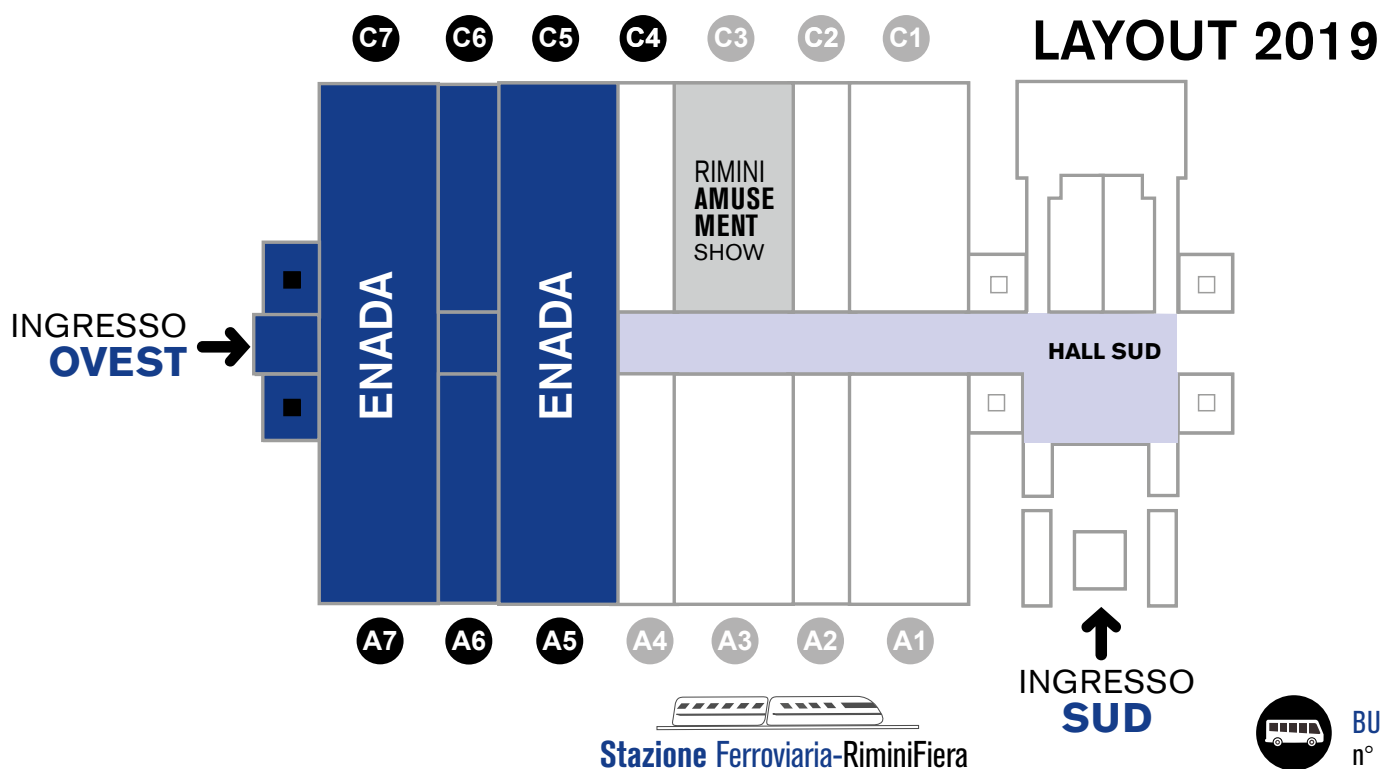 C7 C6 C5 C4 C3 C2 C1
LAYOUT 2019
RIMINI
AMUSE
MENT
SHOW
ENADA
ENADA
INGRESSO
OVEST
HALL SUD
A7 A6 A5 A4 A3 A2 A1
INGRESSO
SUD
Stazione Ferroviaria-RiminiFiera
BU
n°